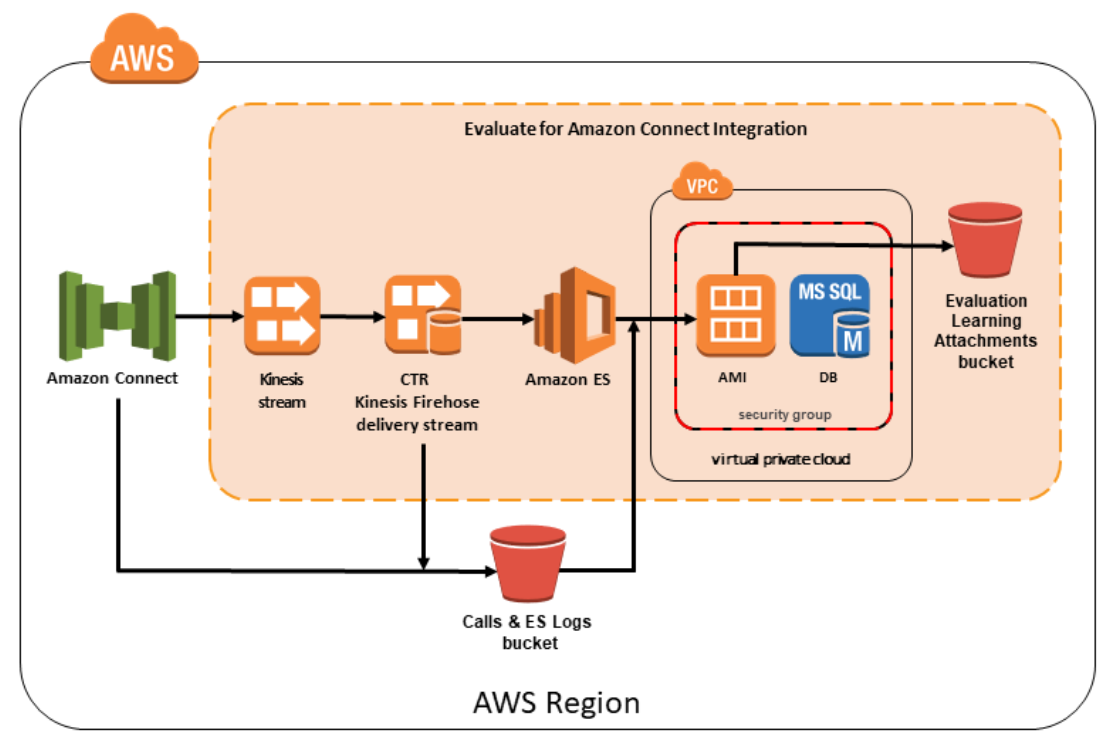 AWS
Evaluate for Amazon Connect Integration
VPC
MS SQL
M
Amazon Connect
Kinesis
stream
CTR
Kinesis Firehose
delivery stream
Amazon ES
AMI
DB
security group
virtual private cloud
Evaluation
Learning
Attachments
bucket
Calls & ES Logs
bucket
AWS Region